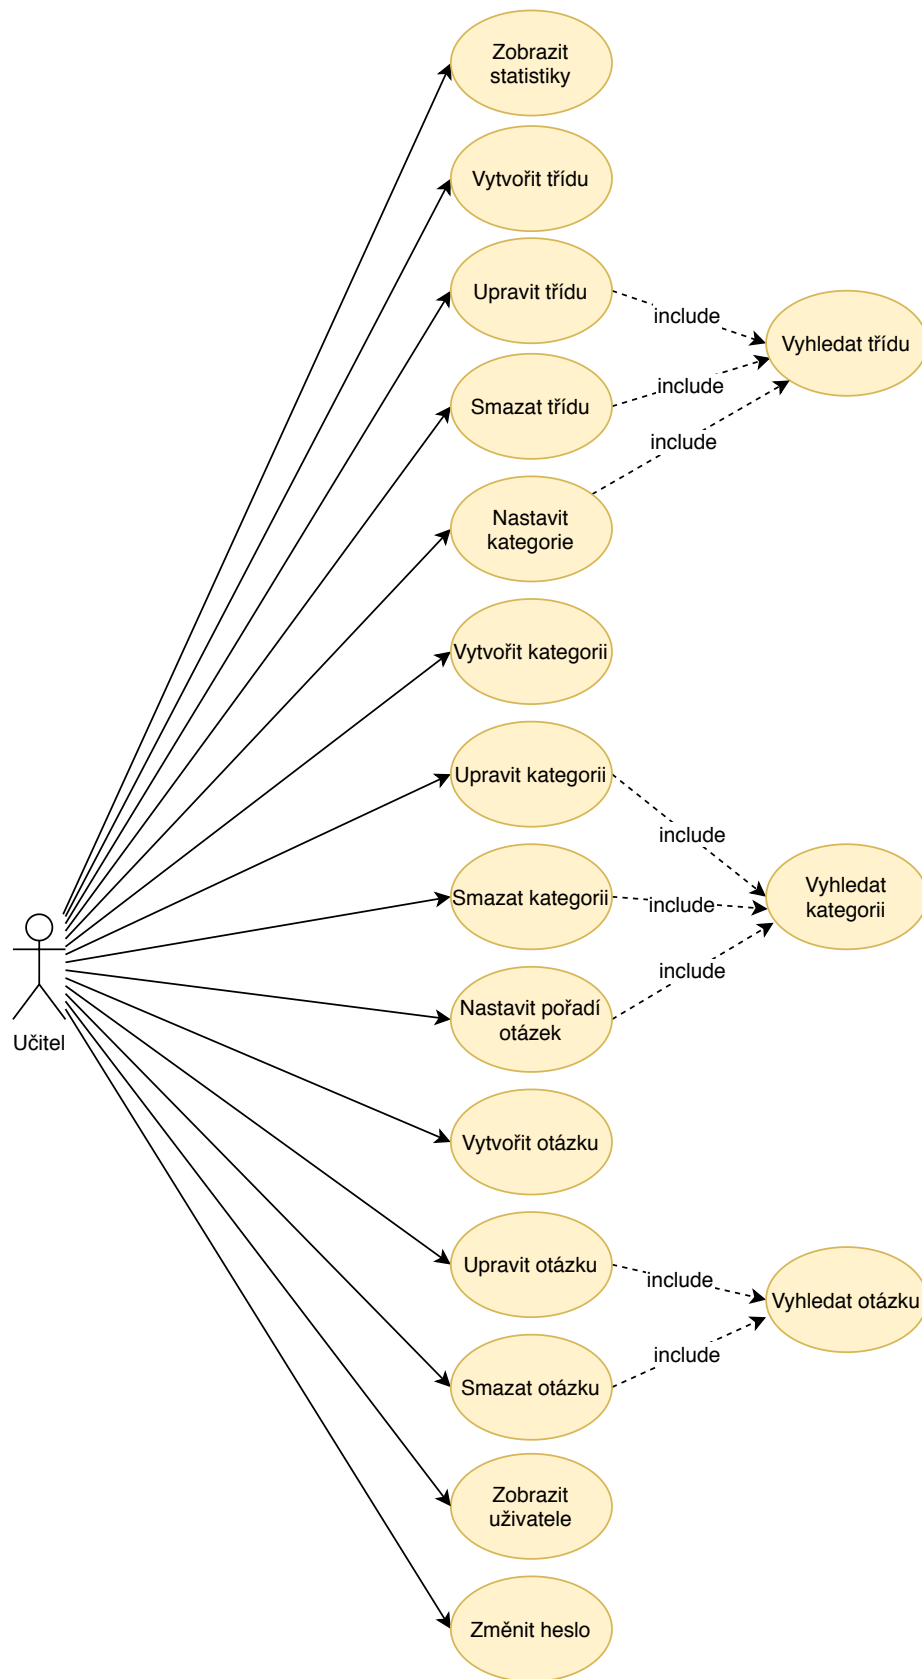 Zobrazit
statistiky
Vytvořit třídu
Upravit třídu
include
Vyhledat třídu
Smazat třídu
include
include
Nastavit
kategorie
Vytvořit kategorii
Upravit kategorii
include
Vyhledat
kategorii
Smazat kategorii
include
include
Nastavit pořadí
otázek
Učitel
Vytvořit otázku
Upravit otázku
include
Vyhledat otázku
include
Smazat otázku
Zobrazit
uživatele
Změnit heslo